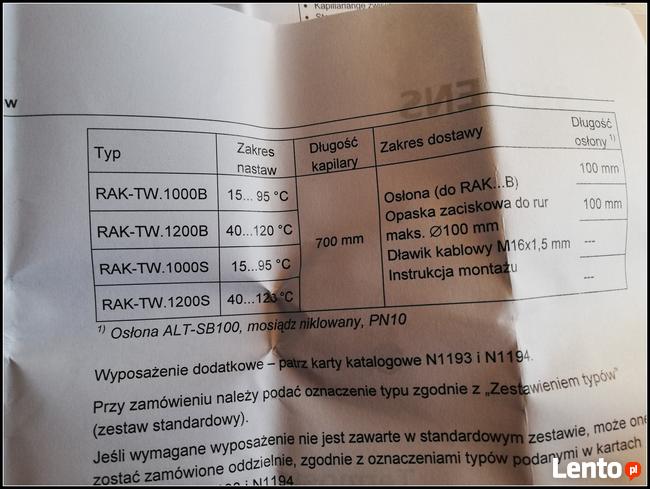 Kapillarlänge
w
ENS
Typ Zakres nastaw Długość kapilary Zakres dostawy Długość osłony 1)
RAK-TW.1000B 15... 95 °C 100 mm
RAK-TW.1200B 40...120 °C 100 mm
RAK-TW.1000S 15...95 °C ---
RAK-TW.1200S 40...120 °C ---
700 mm
Osłona (do RAK...B)
Opaska zaciskowa do rur
maks. ∅100 mm
Dławik kablowy M16x1,5 mm
Instrukcja montażu
1) Osłona ALT-SB100, mosiądz niklowany, PN10
Wyposażenie dodatkowe – patrz karty katalogowe N1193 i N1194.
Przy zamówieniu należy podać oznaczenie typu zgodnie z „Zestawieniem typów"
(zestaw standardowy).
Jeśli wymagane wyposażenie nie jest zawarte w standardowym zestawie, może one
zostać zamówione oddzielnie, zgodnie z oznaczeniami typów podanymi w kartach
i N1194
Lento.pl